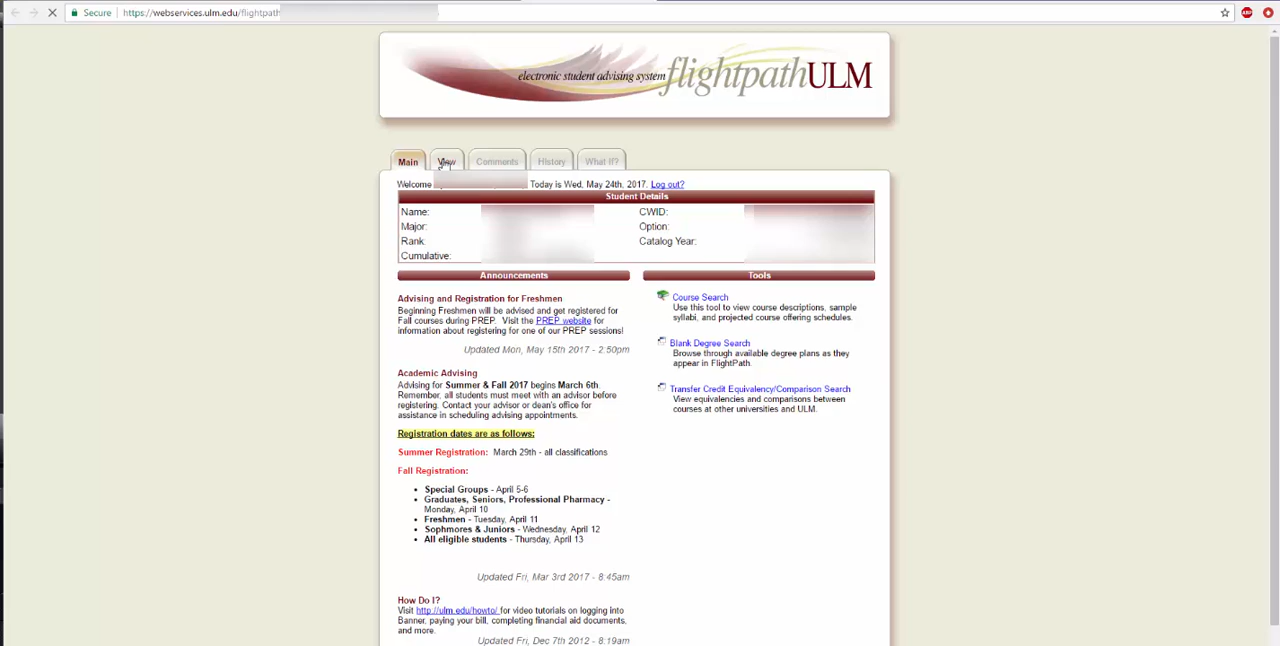 Secure https://webservices.ulm.edu/flightpath
ABP
electronic student advising system flightpathULM
Main View Comments History What If?
Welcome Today is Wed, May 24th, 2017. Log out?
Student Details
Name: CWID:
Major: Option:
Rank: Catalog Year:
Cumulative:
Announcements
Advising and Registration for Freshmen
Beginning Freshmen will be advised and get registered for
Fall courses during PREP. Visit the PREP website for
information about registering for one of our PREP sessions!
Updated Mon, May 15th 2017 - 2:50pm
Academic Advising
Advising for Summer & Fall 2017 begins March 6th.
Remember, all students must meet with an advisor before
registering. Contact your advisor or dean's office for
assistance in scheduling advising appointments.
Registration dates are as follows:
Summer Registration: March 29th - all classifications
Fall Registration:
• Special Groups - April 5-6
• Graduates, Seniors, Professional Pharmacy -
Monday, April 10
• Freshmen - Tuesday, April 11
• Sophmores & Juniors - Wednesday, April 12
• All eligible students - Thursday, April 13
Updated Fri, Mar 3rd 2017 - 8:45am
How Do I?
Visit http://ulm.edu/howto/ for video tutorials on logging into
Banner, paying your bill, completing financial aid documents,
and more.
Updated Fri, Dec 7th 2012 - 8:19am
Tools
Course Search
Use this tool to view course descriptions, sample
syllabi, and projected course offering schedules.
Blank Degree Search
Browse through available degree plans as they
appear in FlightPath.
Transfer Credit Equivalency/Comparison Search
View equivalencies and comparisons between
courses at other universities and ULM.